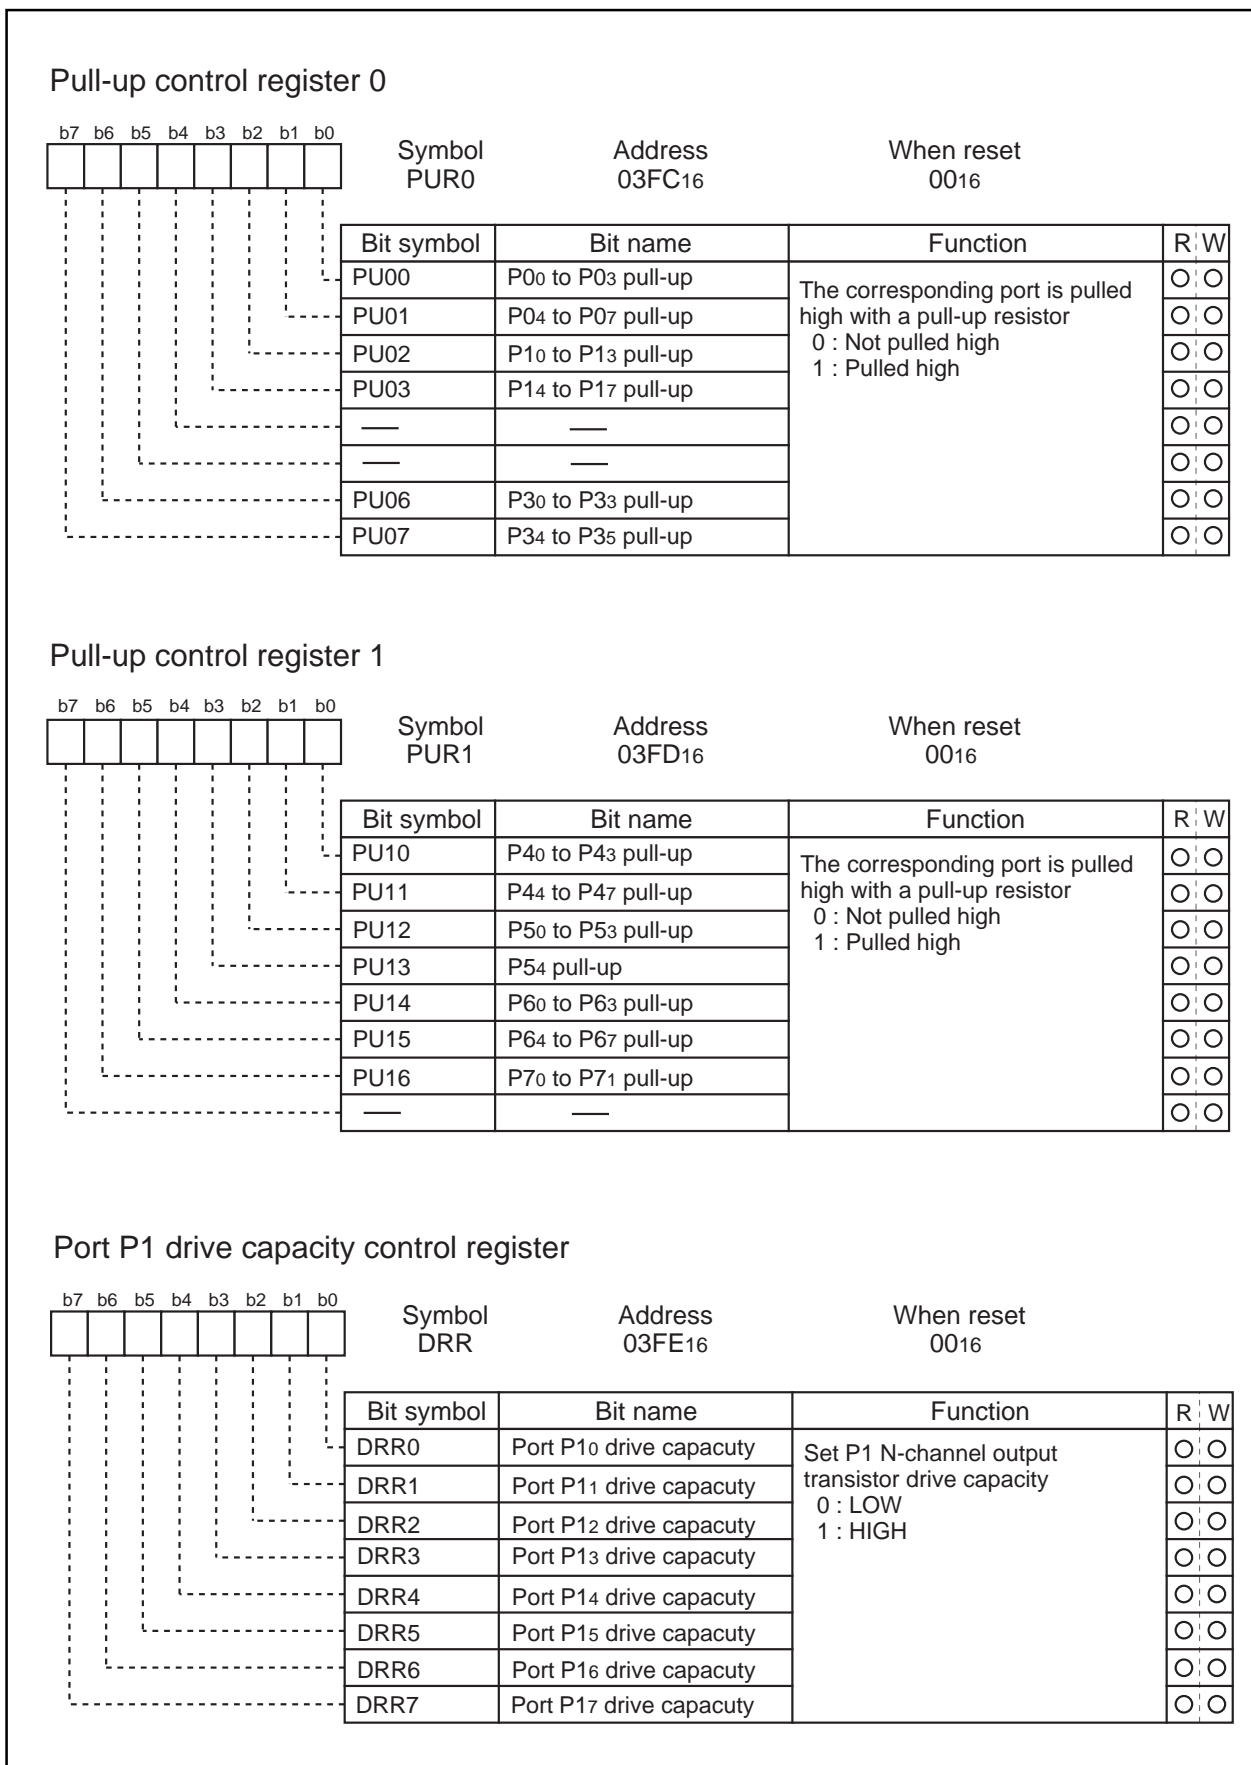 Pull-up control register 0
b7 b6 b5 b4 b3 b2 b1 b0
Symbol Address When reset
PUR0 03FC16 0016
Bit symbol Bit name Function R W
PU00 P00 to P03 pull-up The corresponding port is pulled
PU01 P04 to P07 pull-up high with a pull-up resistor
PU02 P10 to P13 pull-up 0 : Not pulled high
PU03 P14 to P17 pull-up 1 : Pulled high
— —
— —
PU06 P30 to P33 pull-up
PU07 P34 to P35 pull-up
Pull-up control register 1
b7 b6 b5 b4 b3 b2 b1 b0
Symbol Address When reset
PUR1 03FD16 0016
Bit symbol Bit name Function R W
PU10 P40 to P43 pull-up The corresponding port is pulled
PU11 P44 to P47 pull-up high with a pull-up resistor
PU12 P50 to P53 pull-up 0 : Not pulled high
PU13 P54 pull-up 1 : Pulled high
PU14 P60 to P63 pull-up
PU15 P64 to P67 pull-up
PU16 P70 to P71 pull-up
— —
Port P1 drive capacity control register
b7 b6 b5 b4 b3 b2 b1 b0
Symbol Address When reset
DRR 03FE16 0016
Bit symbol Bit name Function R W
DRR0 Port P10 drive capacuty Set P1 N-channel output
DRR1 Port P11 drive capacuty transistor drive capacity
DRR2 Port P12 drive capacuty 0 : LOW
DRR3 Port P13 drive capacuty 1 : HIGH
DRR4 Port P14 drive capacuty
DRR5 Port P15 drive capacuty
DRR6 Port P16 drive capacuty
DRR7 Port P17 drive capacuty